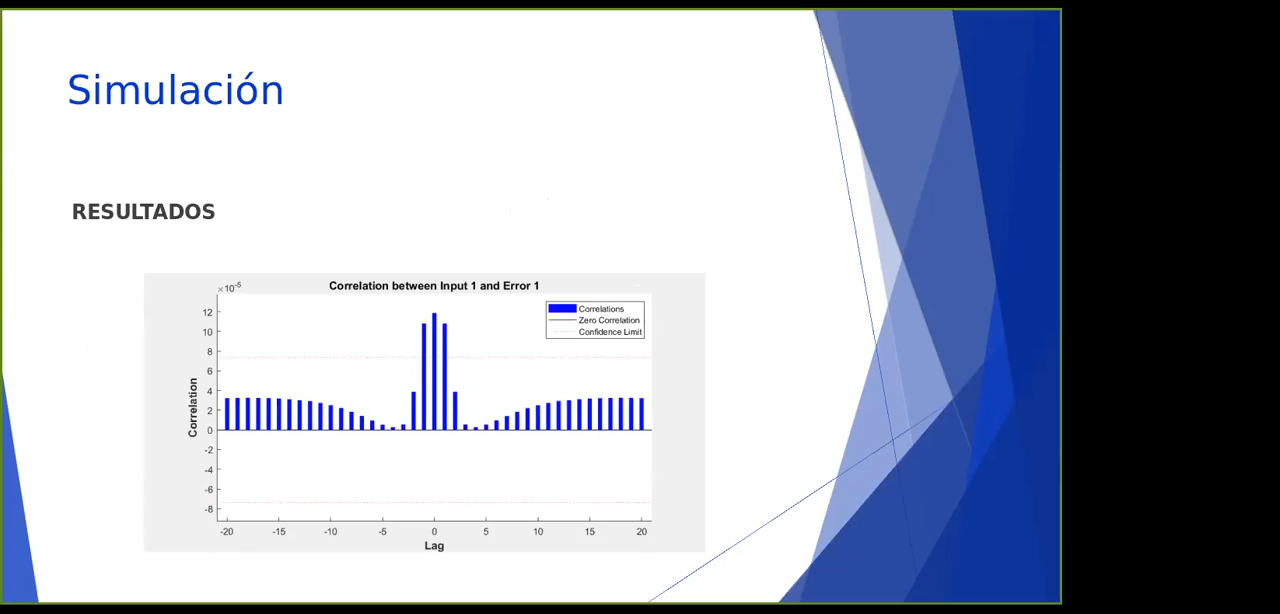 Simulación
RESULTADOS
Correlation between Input 1 and Error 1
×10^-5
Correlations
Zero Correlation
Confidence Limit
12
10
8
6
4
2
0
-2
-4
-6
-8
Correlation
-20 -15 -10 -5 0 5 10 15 20
Lag